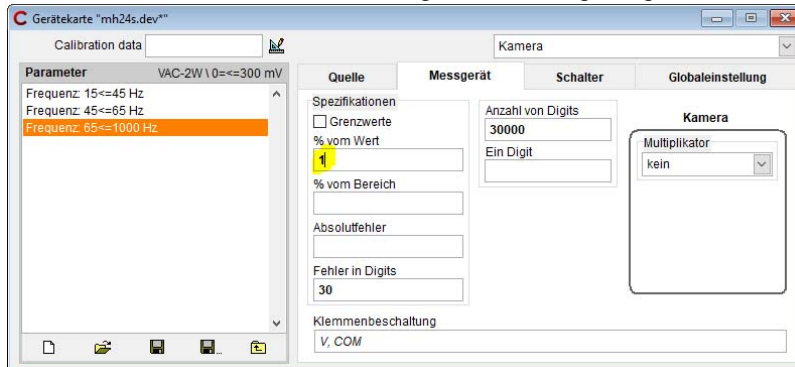 C Gerätekarte "mh24s.dev*"
Calibration data
Kamera
Parameter VAC-2W \ 0=<=300 mV
Frequenz: 15<=45 Hz
Frequenz: 45<=65 Hz
Frequenz: 65<=1000 Hz
Quelle Messgerät Schalter Globaleinstellung
Spezifikationen
Grenzwerte
% vom Wert
1
% vom Bereich
Absolutfehler
Fehler in Digits
30
Anzahl von Digits
30000
Ein Digit
Kamera
Multiplikator
kein
Klemmenbeschaltung
V, COM